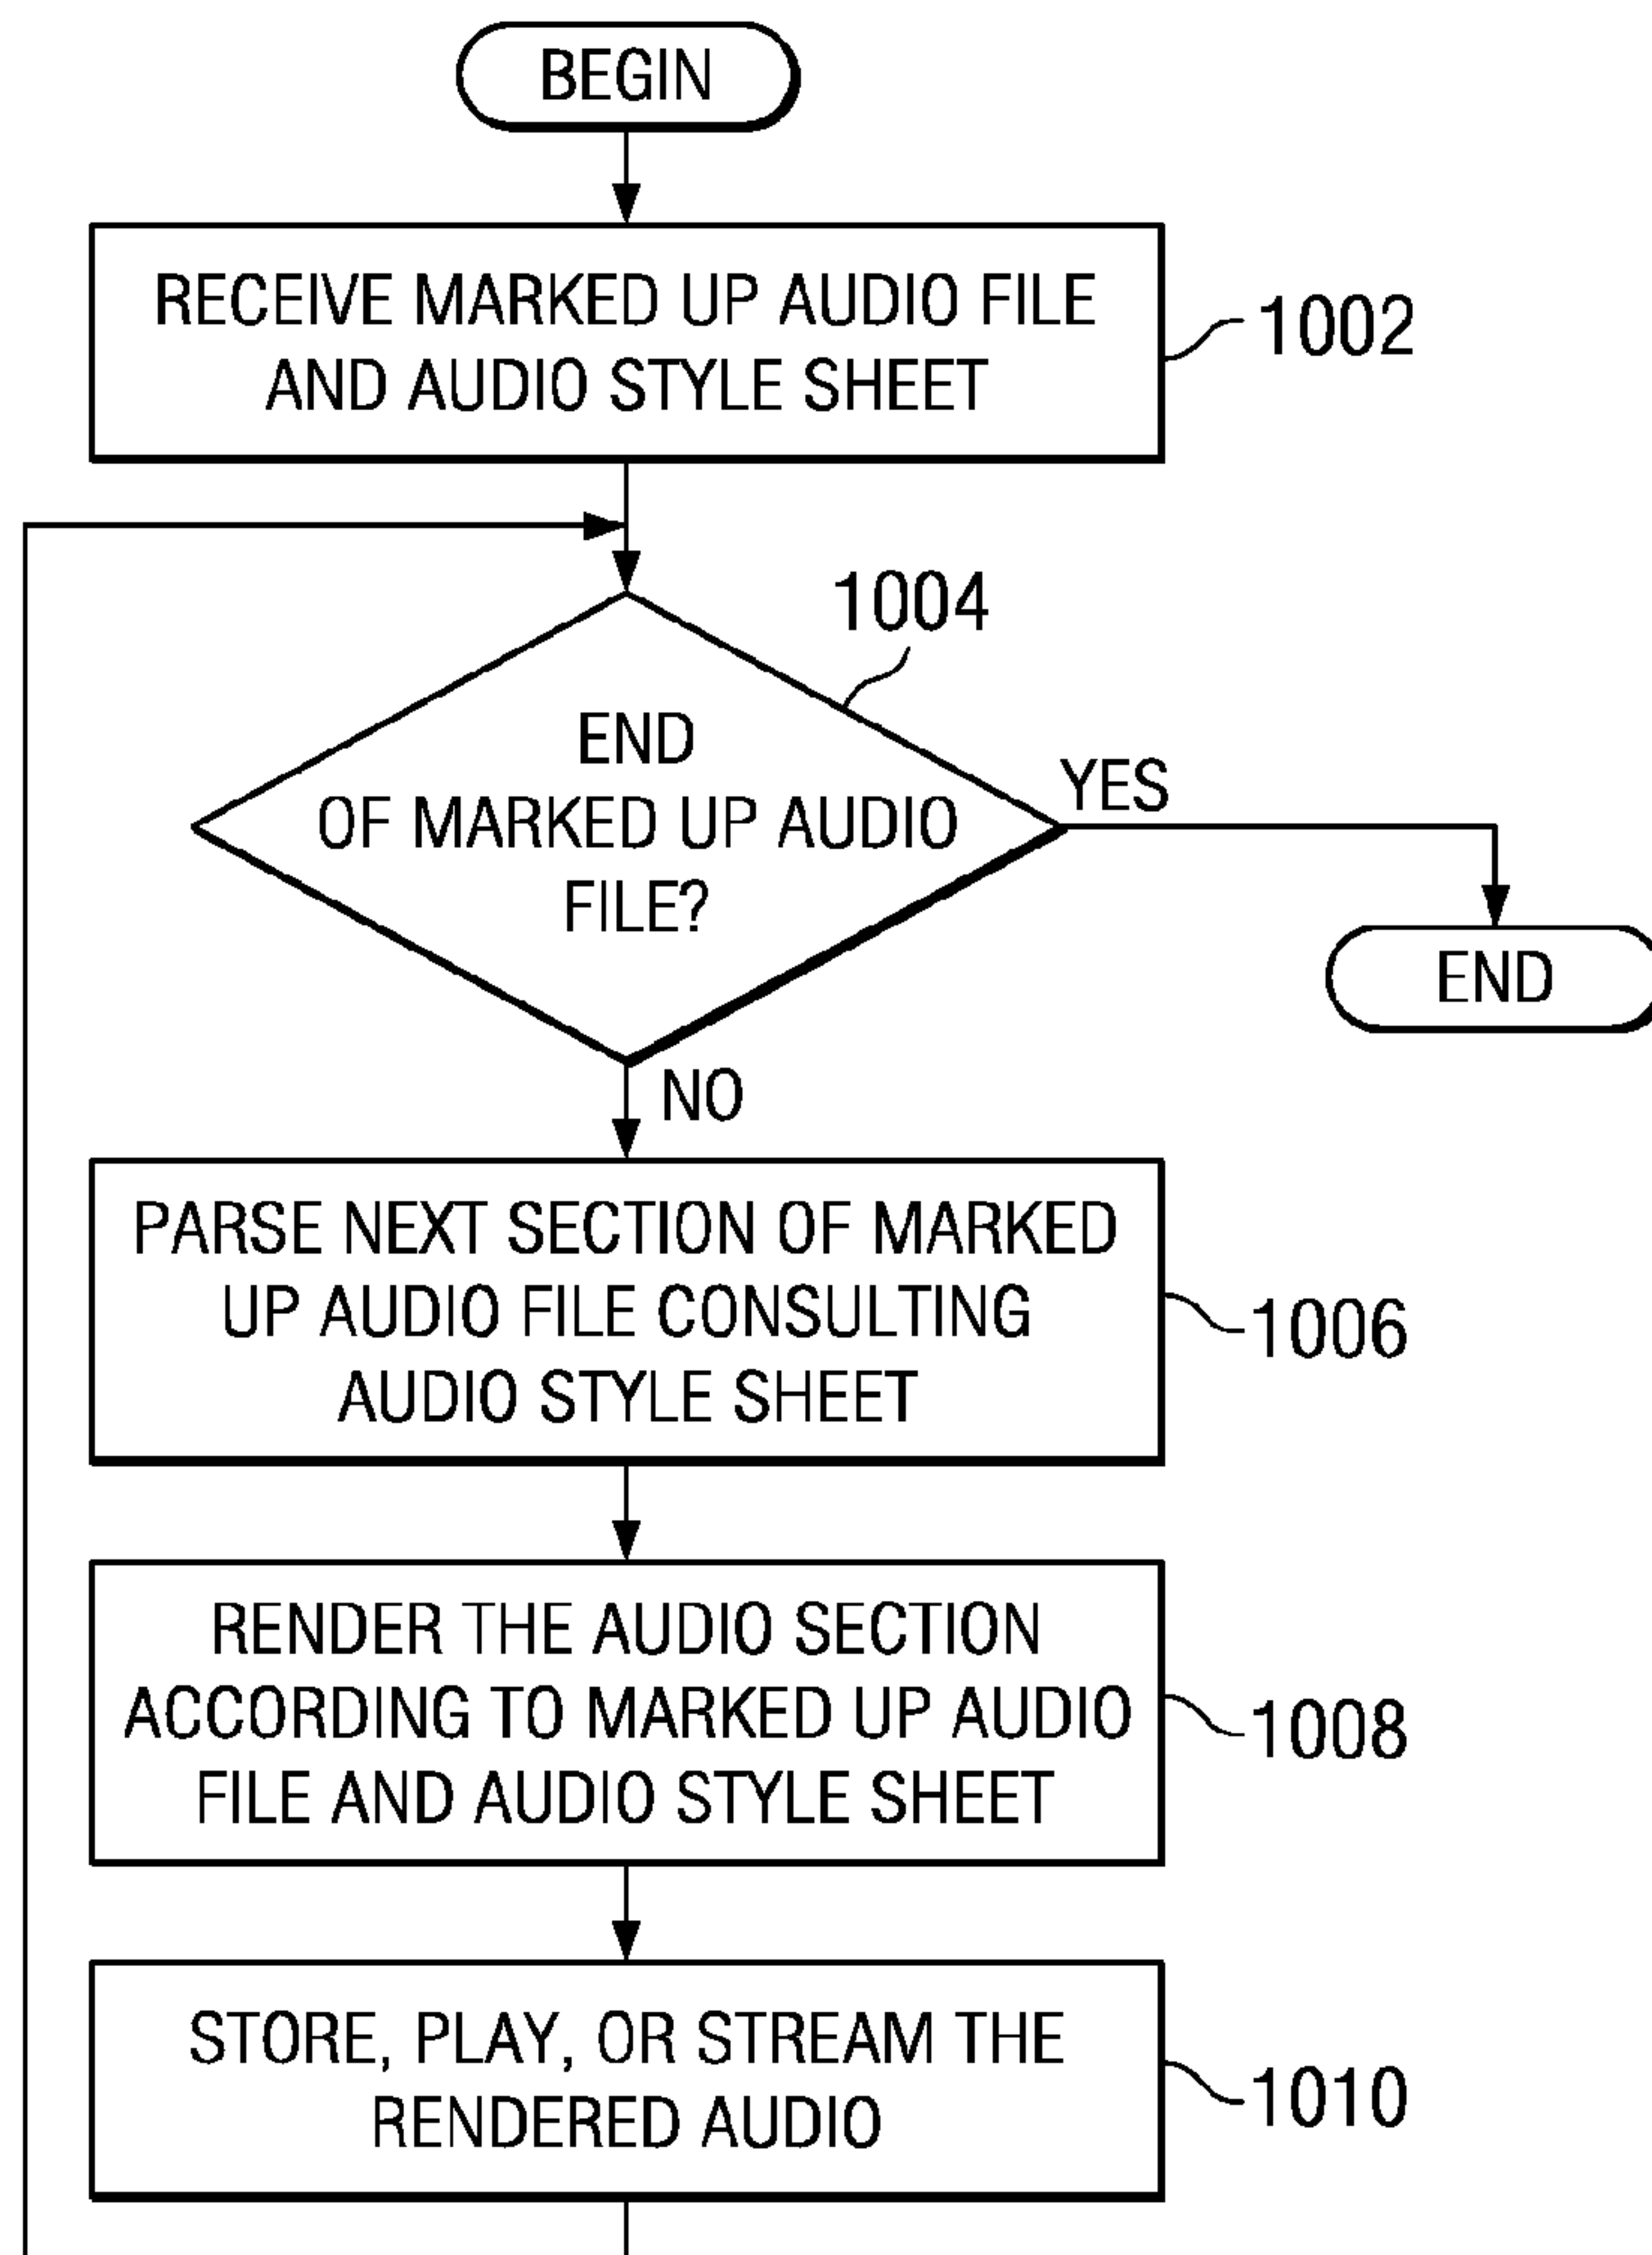 BEGIN
RECEIVE MARKED UP AUDIO FILE
AND AUDIO STYLE SHEET
1002
1004
END
OF MARKED UP AUDIO
FILE?
YES
END
NO
PARSE NEXT SECTION OF MARKED
UP AUDIO FILE CONSULTING
AUDIO STYLE SHEET
1006
RENDER THE AUDIO SECTION
ACCORDING TO MARKED UP AUDIO
FILE AND AUDIO STYLE SHEET
1008
STORE, PLAY, OR STREAM THE
RENDERED AUDIO
1010